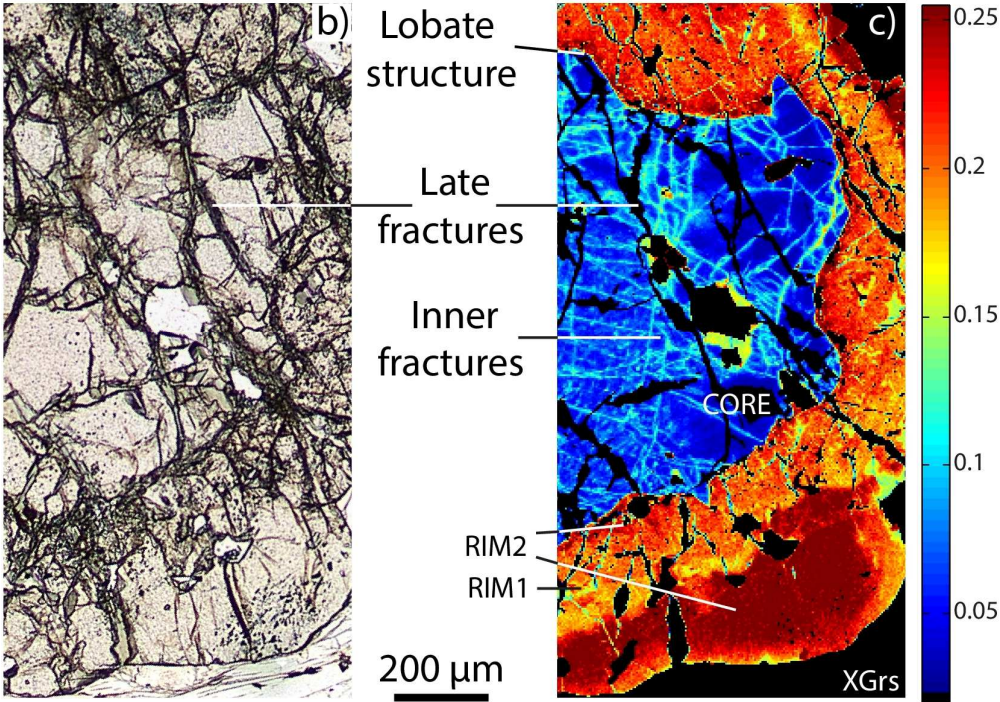 b)
Lobate
structure
c)
Late
fractures
Inner
fractures
CORE
RIM2
RIM1
200 µm
XGrs
0.25
0.2
0.15
0.1
0.05